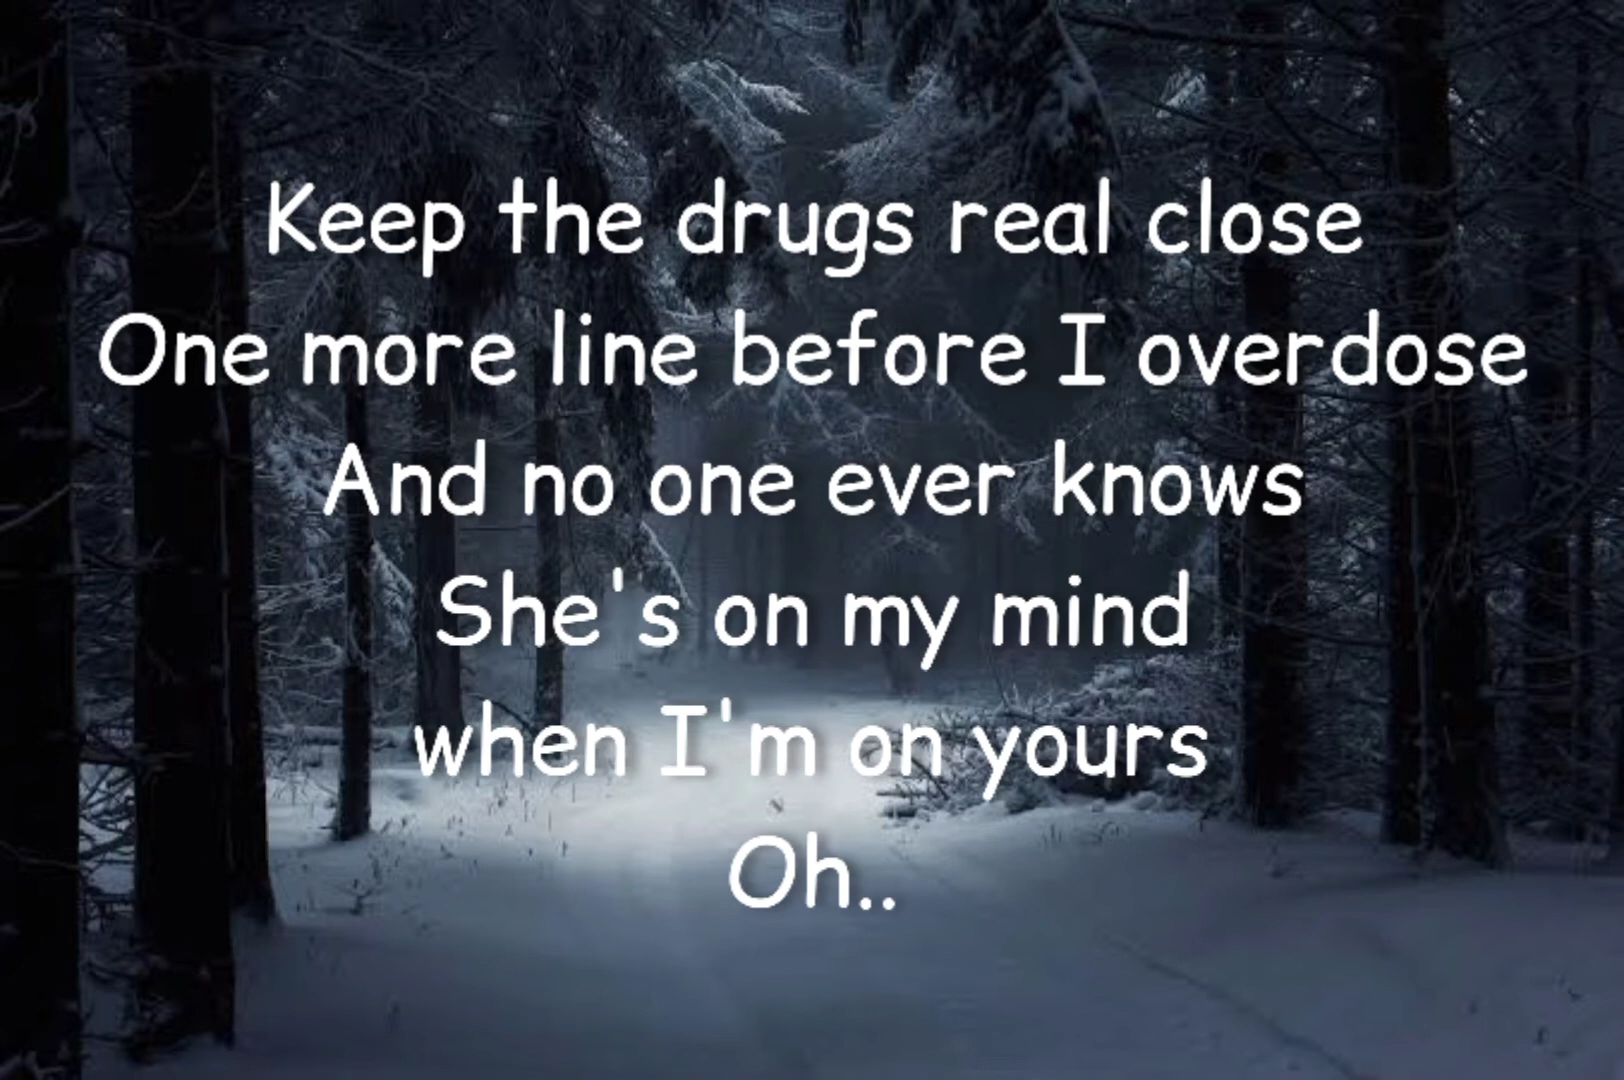 Keep the drugs real close
One more line before I overdose
And no one ever knows
She's on my mind
when I'm on yours
Oh..